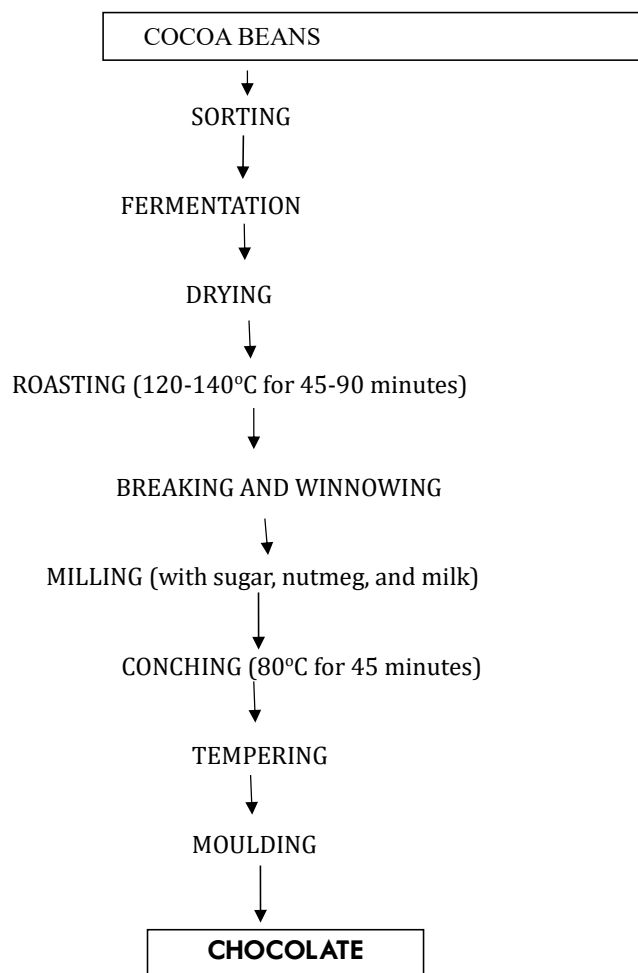 COCOA BEANS
SORTING
FERMENTATION
DRYING
ROASTING (120-140°C for 45-90 minutes)
BREAKING AND WINNOWING
MILLING (with sugar, nutmeg, and milk)
CONCHING (80°C for 45 minutes)
TEMPERING
MOULDING
CHOCOLATE